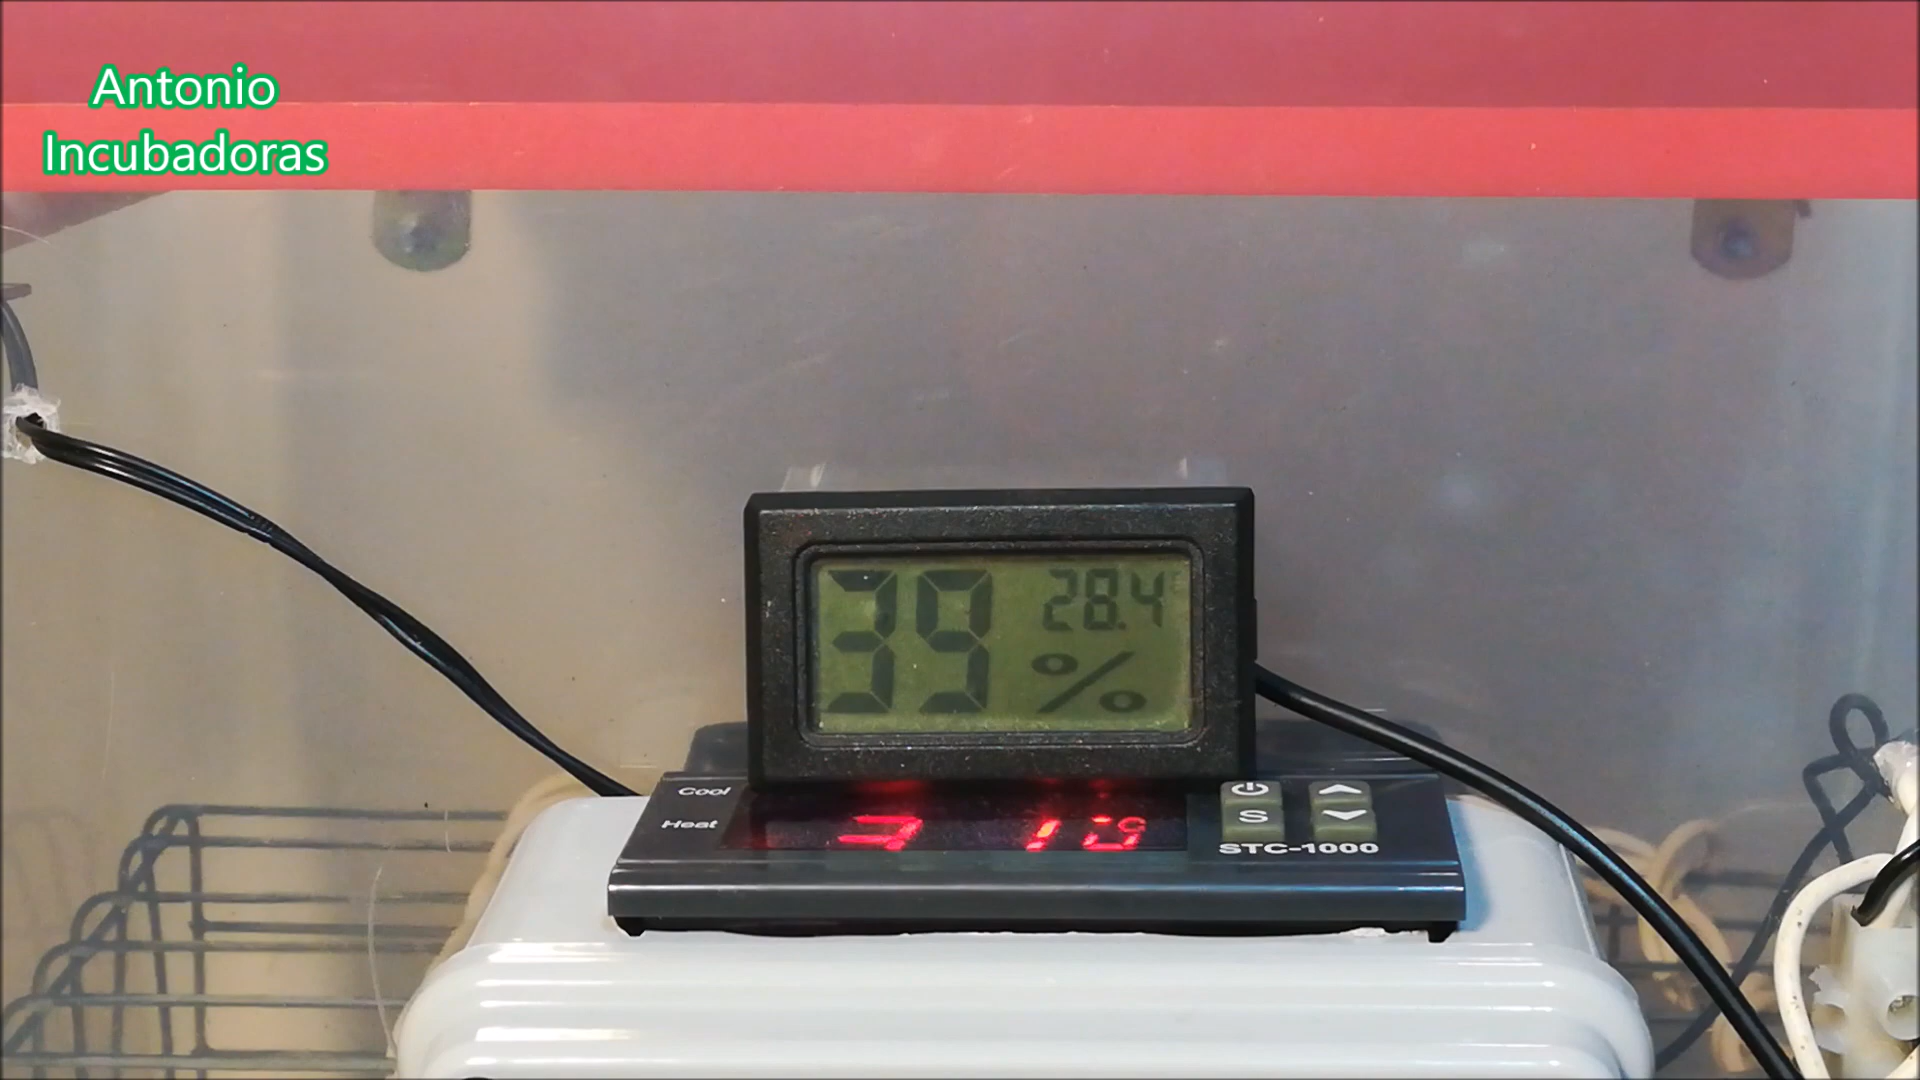 Antonio
Incubadoras
39
28.4
%
Cool
Heat
S
STC-1000